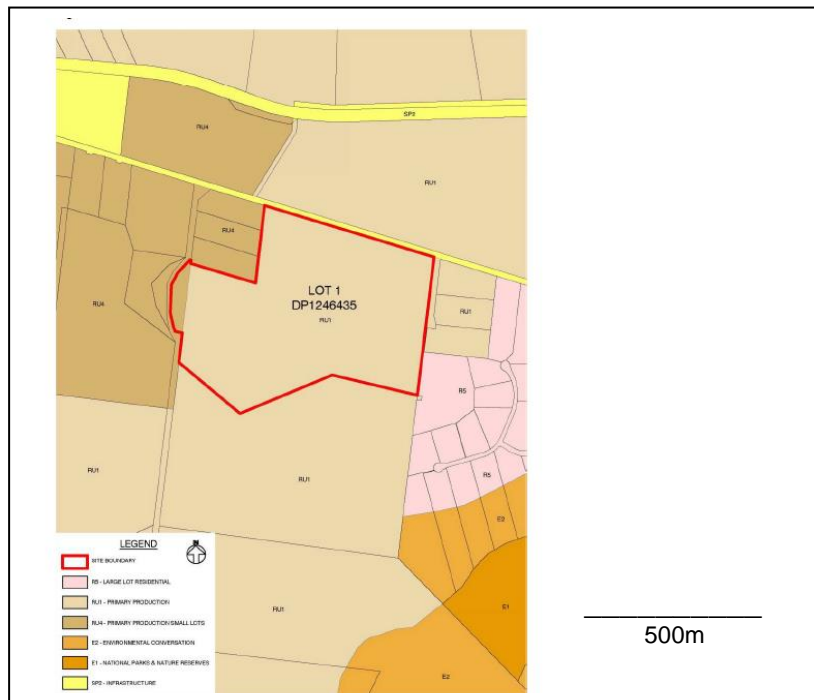 RU4
SP2
RU1
RU4
LOT 1
DP1246435
RU1
RU1
RU4
R5
RU1
RU1
R5
E2
RU1
E1
E2
LEGEND
SITE BOUNDARY
R5 - LARGE LOT RESIDENTIAL
RU1 - PRIMARY PRODUCTION
RU4 - PRIMARY PRODUCTION SMALL LOTS
E2 - ENVIRONMENTAL CONVERSATION
E1 - NATIONAL PARKS & NATURE RESERVES
SP2 - INFRASTRUCTURE
500m